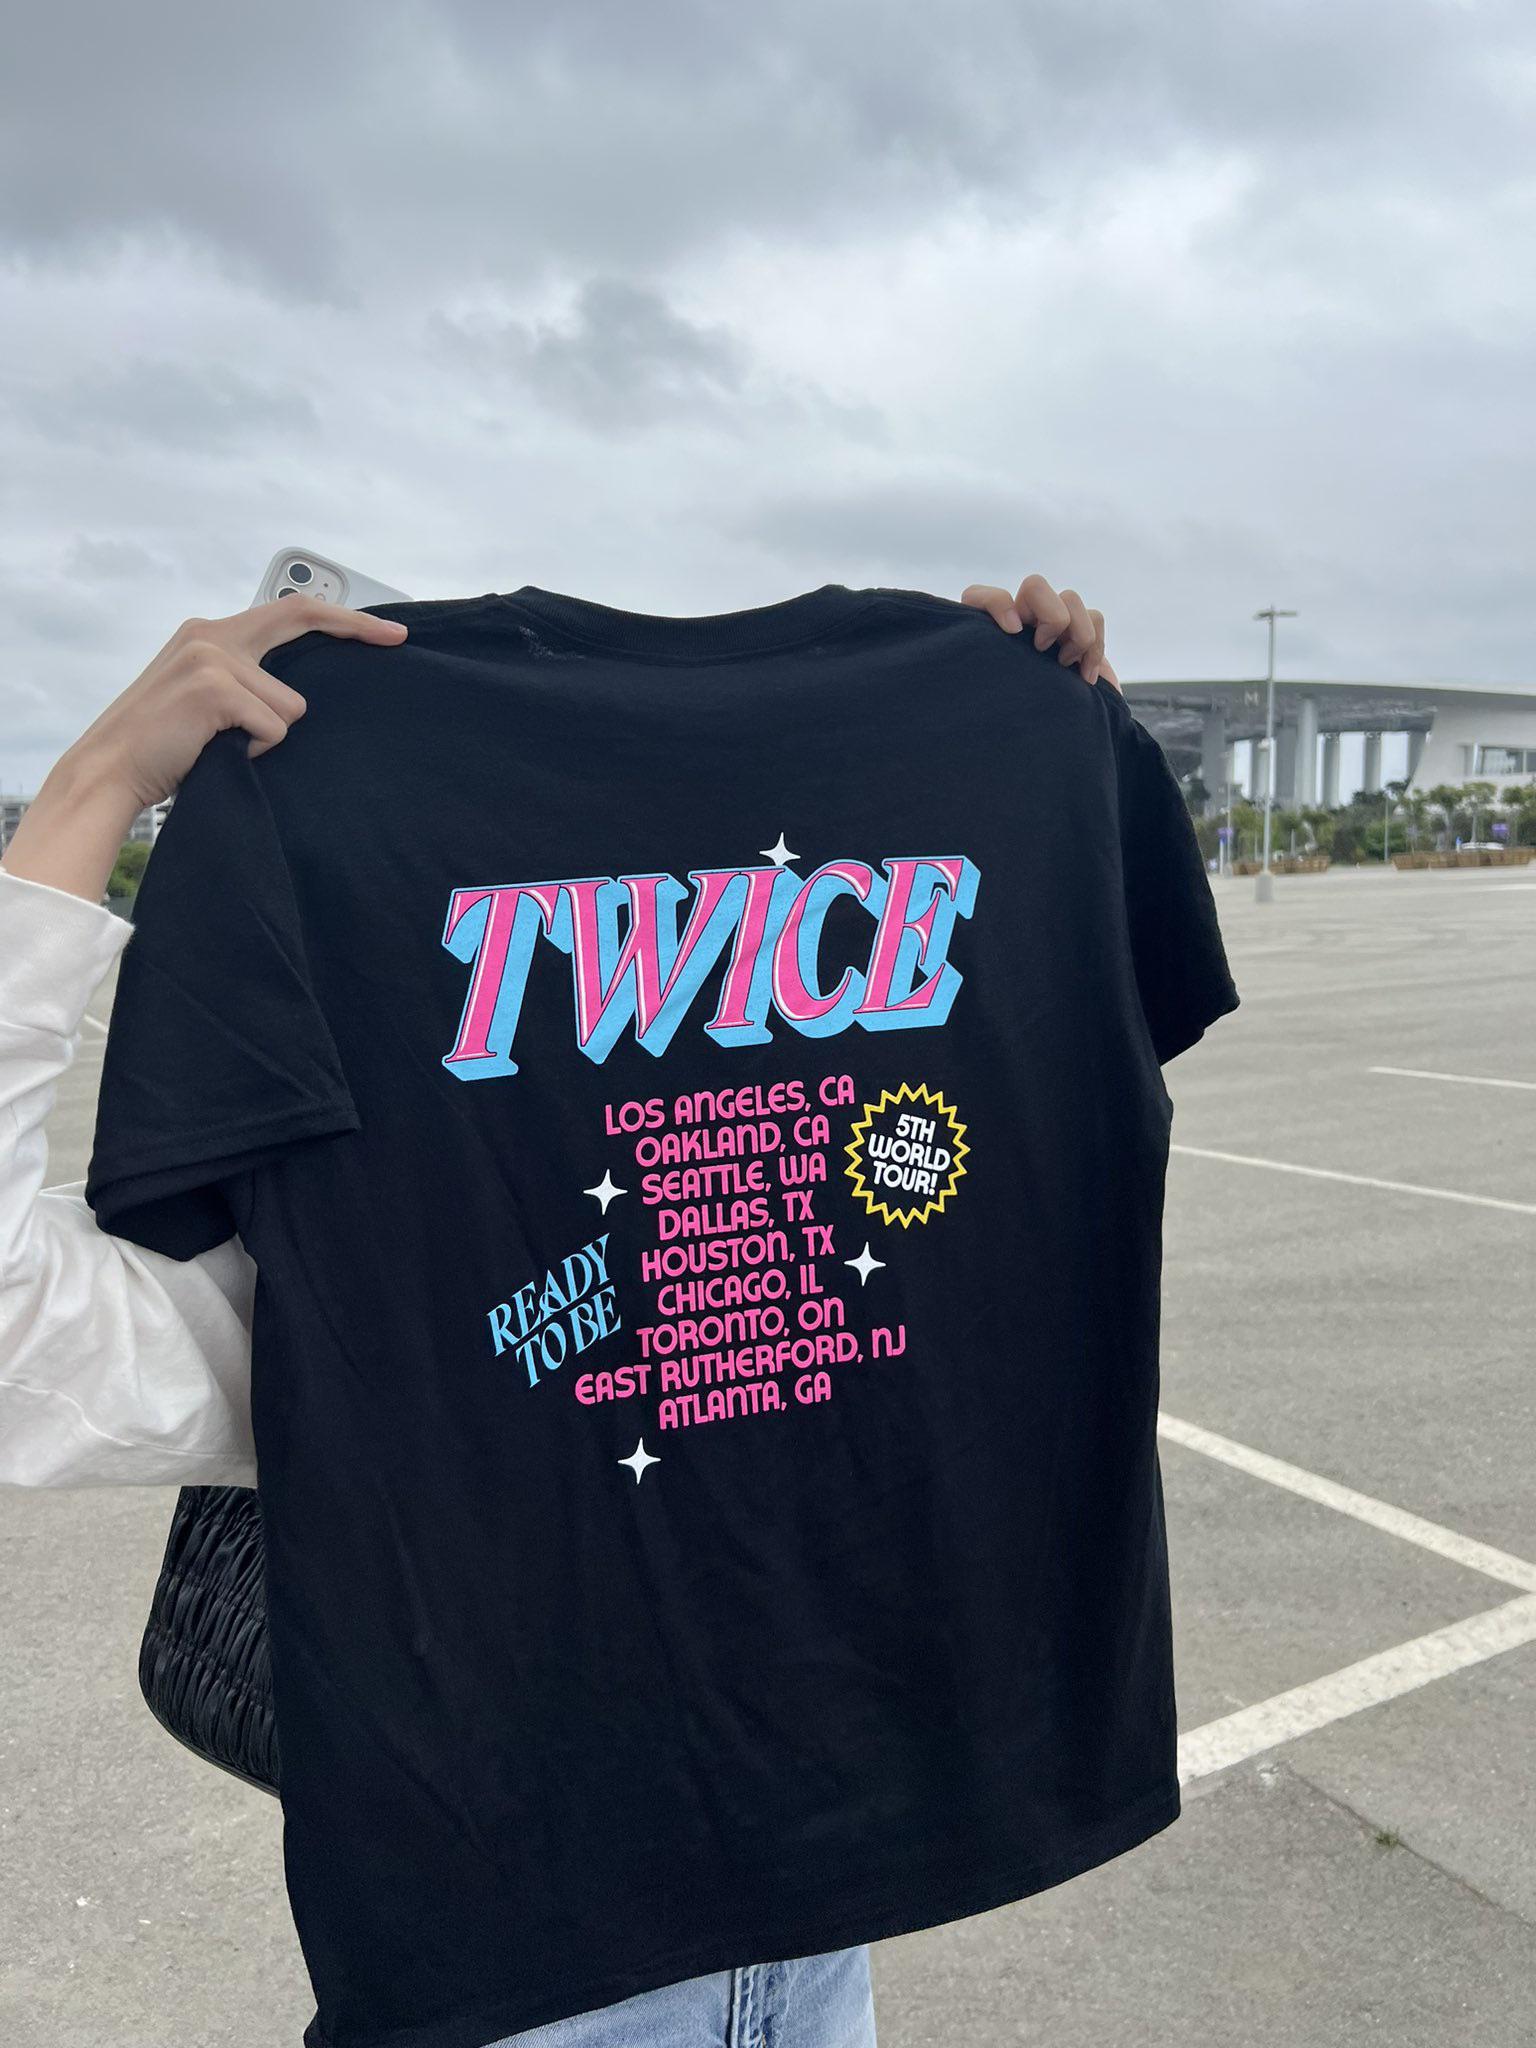 TWICE
LOS ANGELES, CA
OAKLAND, CA
SEATTLE, WA
DALLAS, TX
HOUSTON, TX
CHICAGO, IL
TORONTO, ON
EAST RUTHERFORD, NJ
ATLANTA, GA
5TH
WORLD
TOUR!
READY
TO BE
M